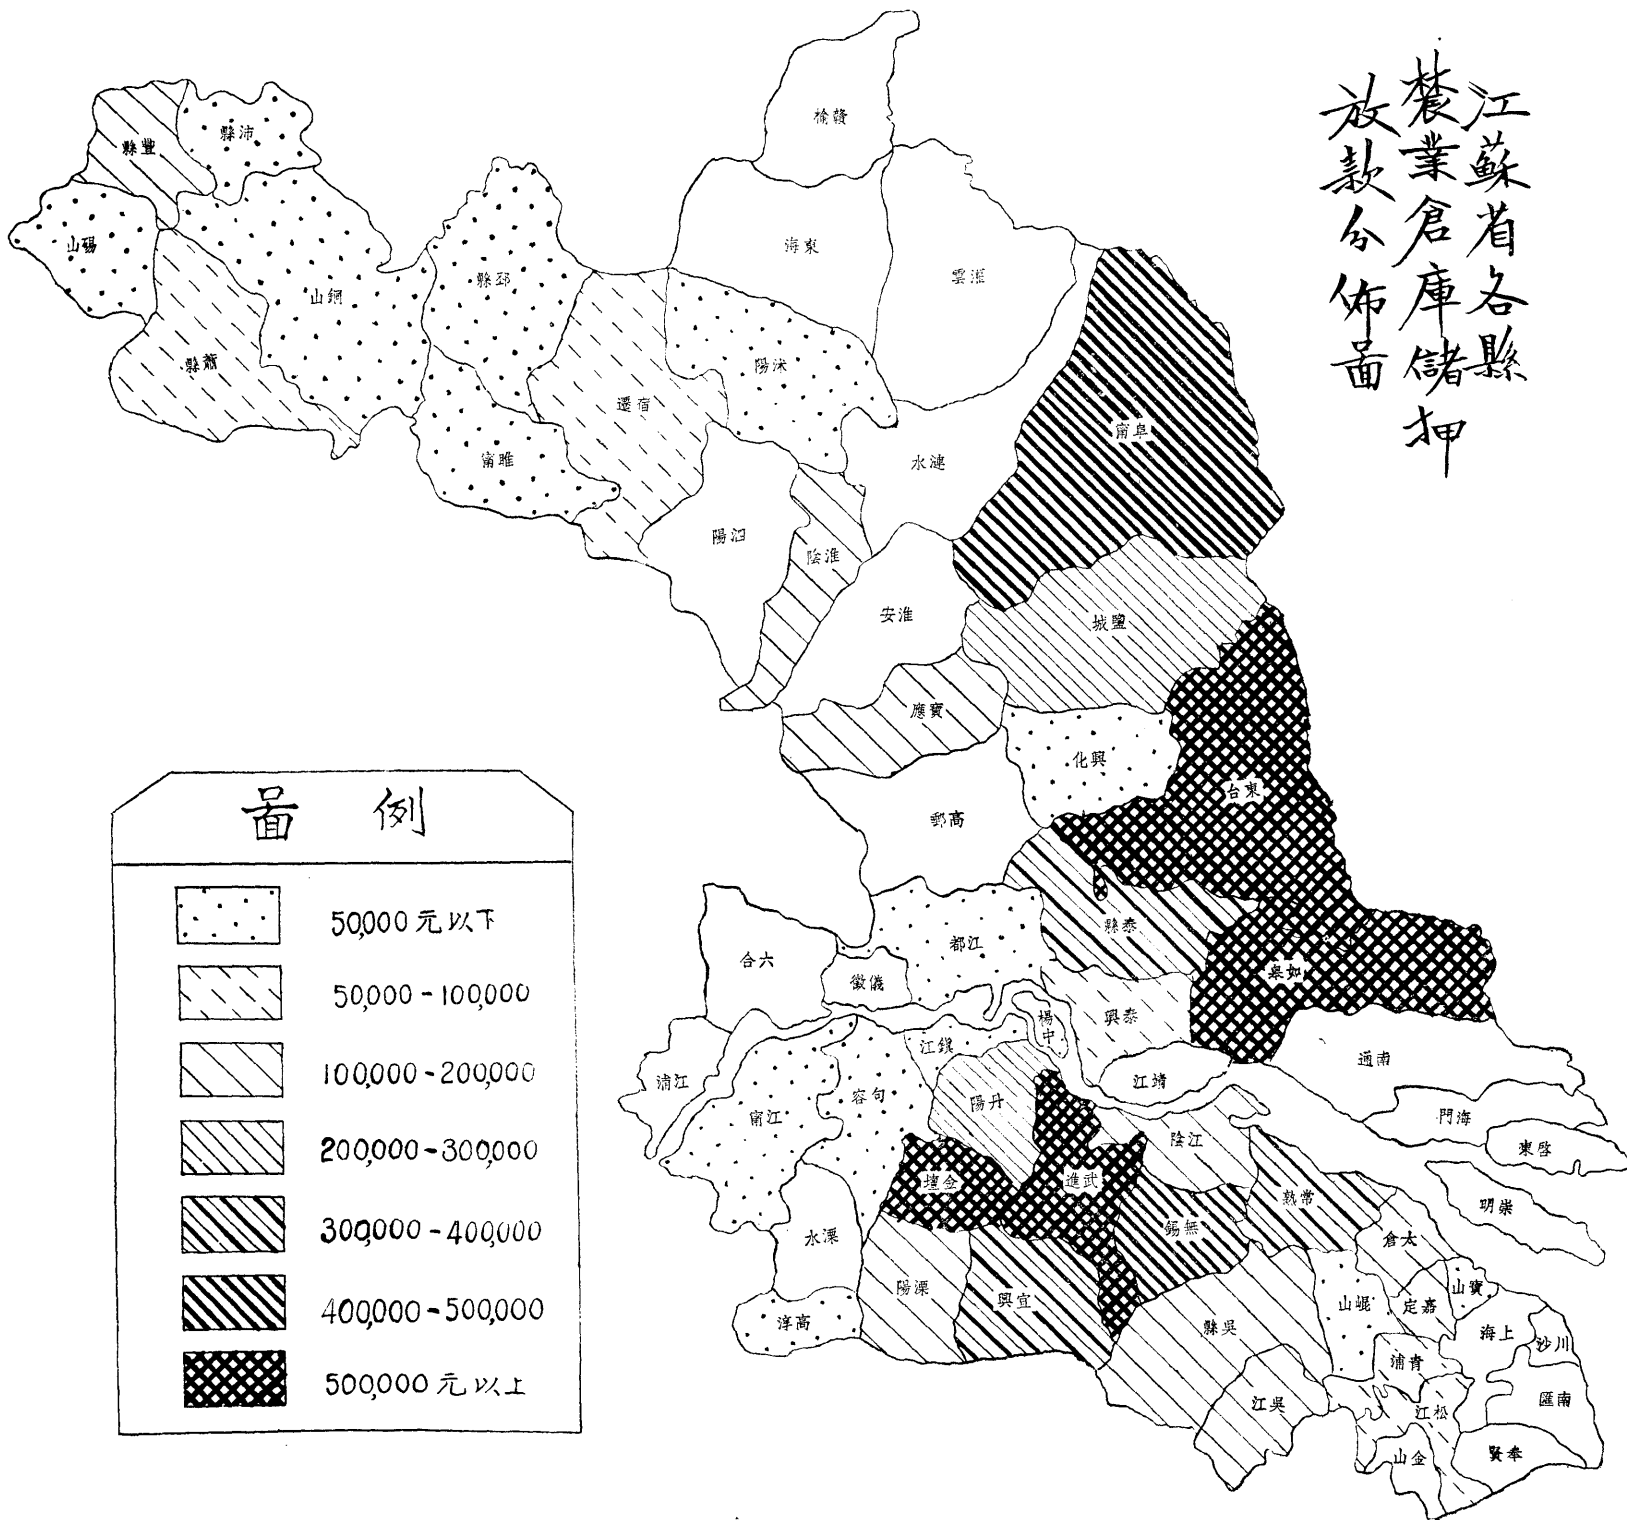 江蘇省各縣
農業倉庫儲押
放款分佈圖
榆贛
縣沛
縣豐
山碭
海東
雲灌
縣邳
山銅
縣蕭
陽沭
遷宿
甯阜
甯睢
水漣
陽泗
陰淮
安淮
城鹽
應寶
化興
台東
郵高
縣泰
都江
合六
徵儀
皋如
興泰
楊中
江鎮
通南
江靖
浦江
容句
甯江
陽丹
門海
東啓
陰江
壇金
進武
熟常
明崇
錫無
倉太
水溧
陽溧
興宜
淳高
縣吳
山崐
定嘉
山寶
海上
沙川
浦青
江吳
江松
匯南
山金
賢奉
圖例
50,000元以下
50,000-100,000
100,000-200,000
200,000-300,000
300,000-400,000
400,000-500,000
500,000元以上